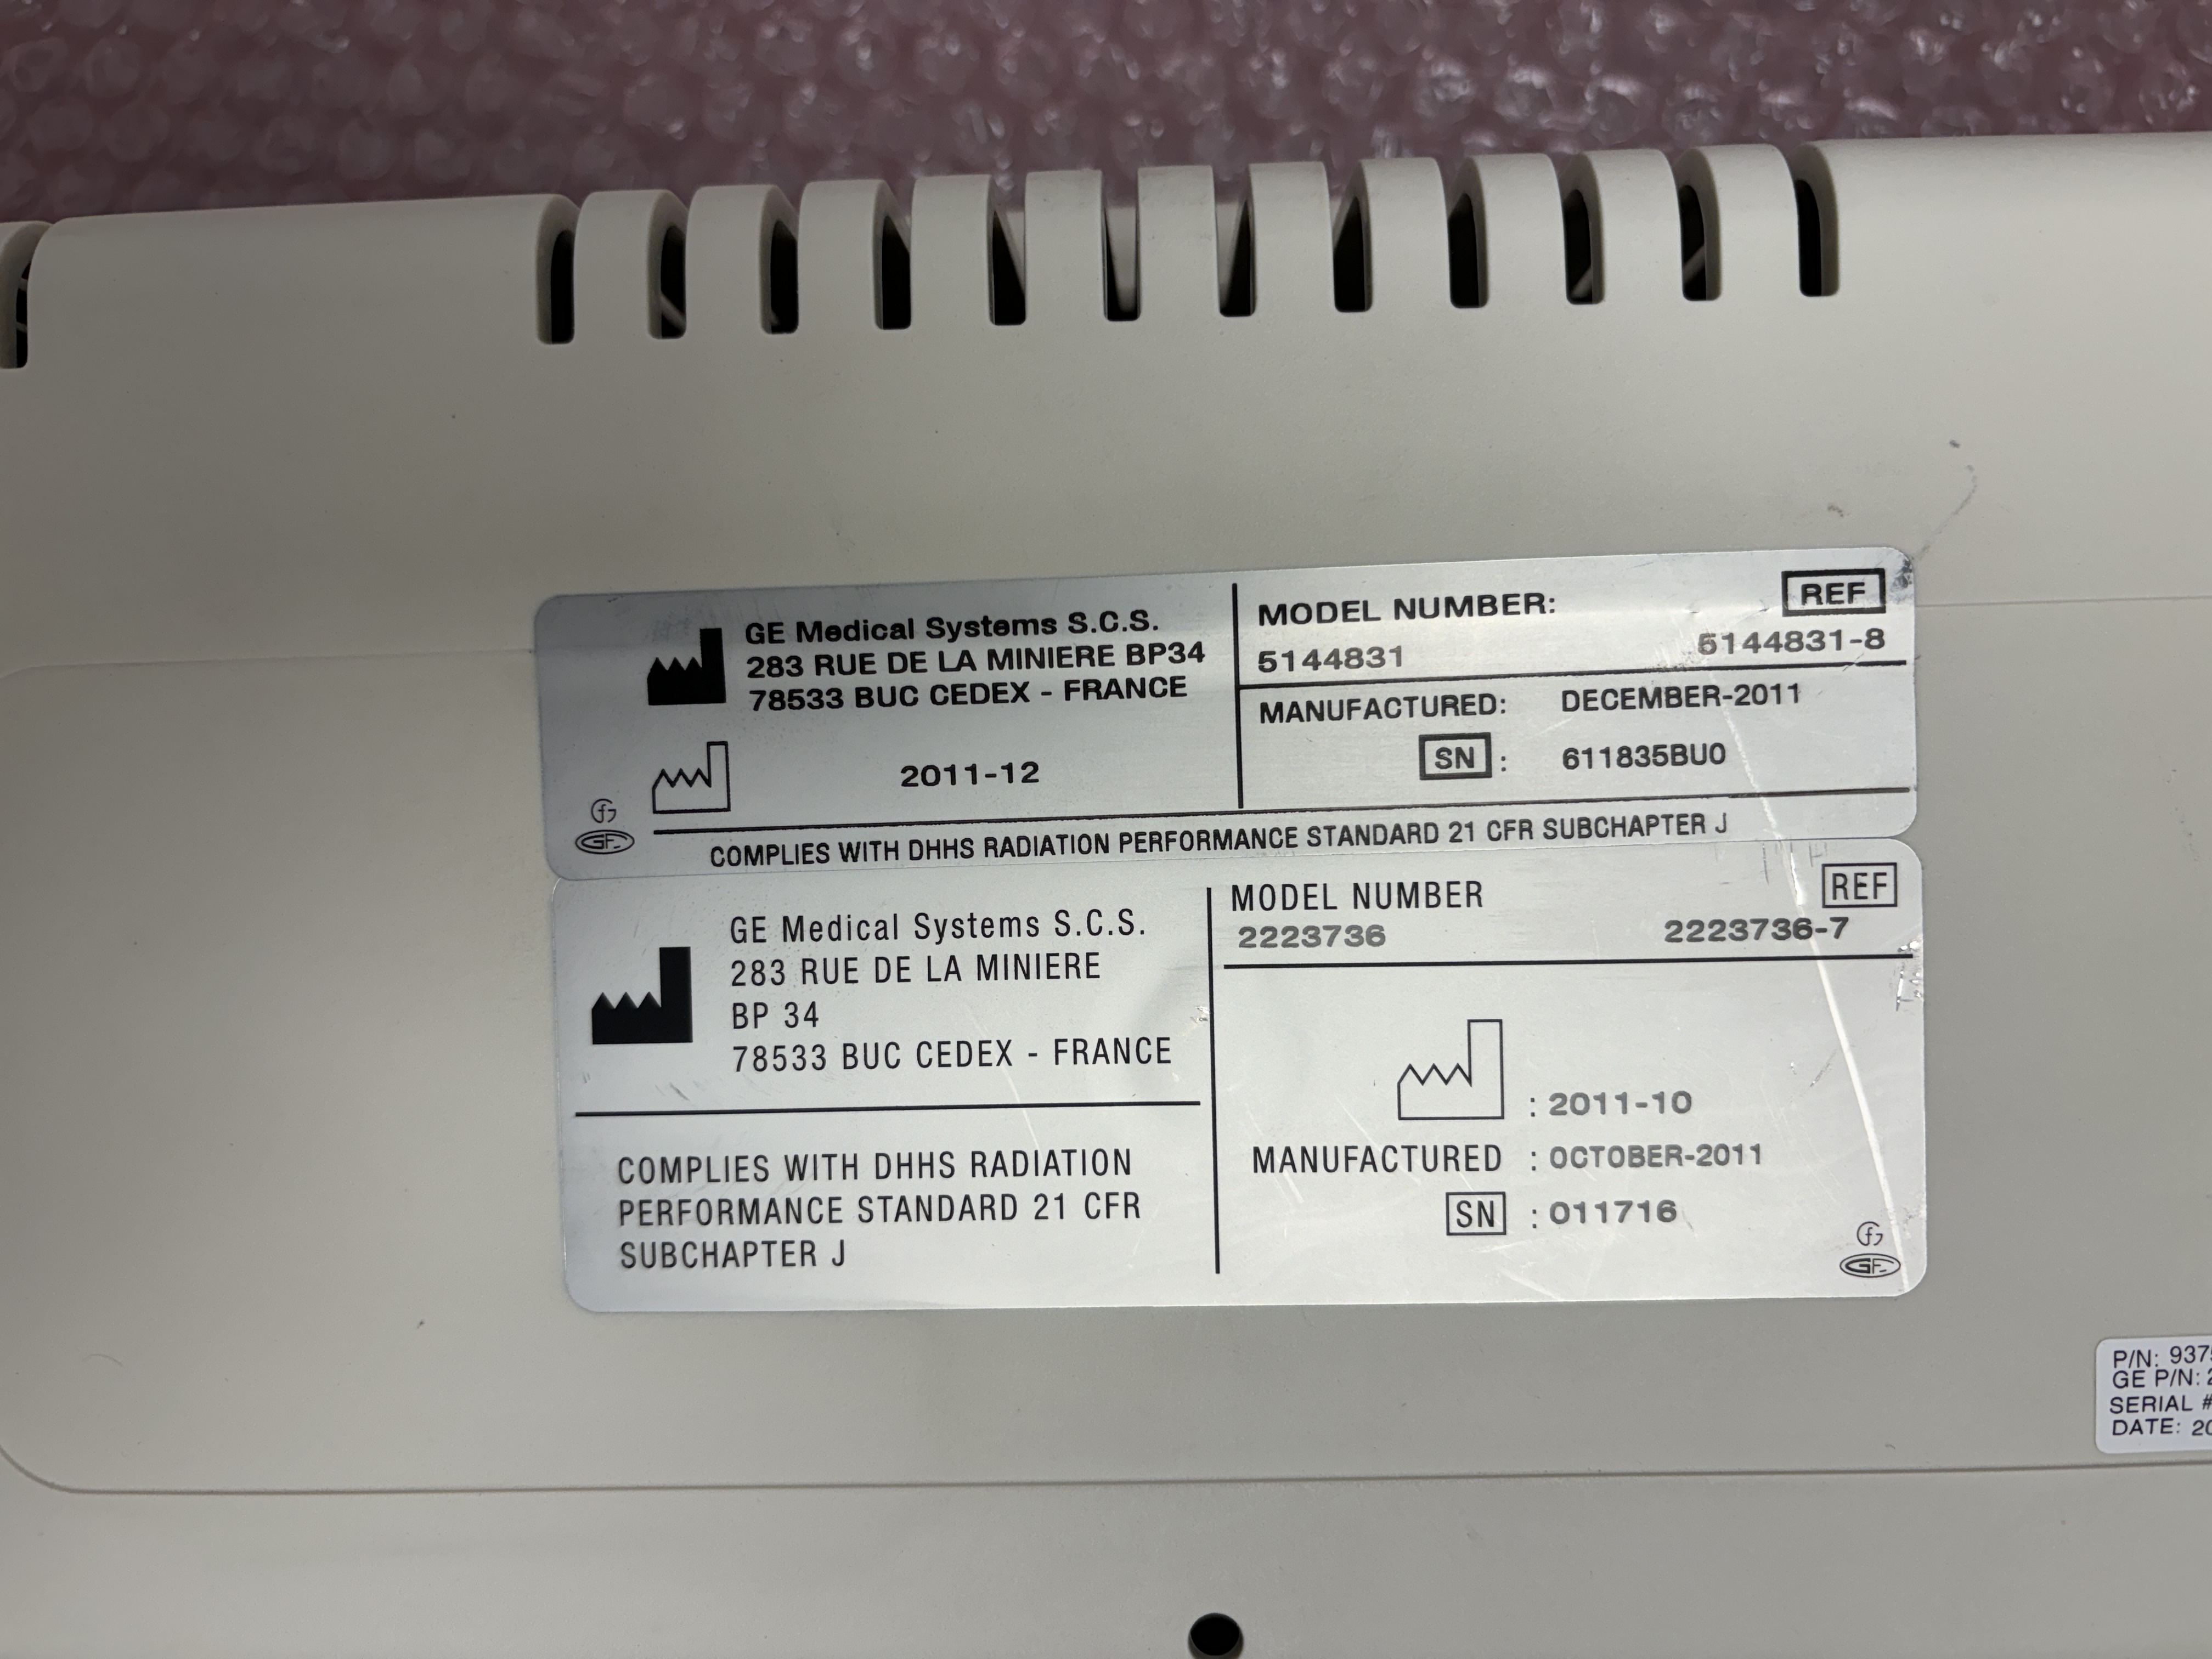 GE Medical Systems S.C.S.
283 RUE DE LA MINIERE BP34
78533 BUC CEDEX - FRANCE
2011-12
MODEL NUMBER: REF
5144831 5144831-8
MANUFACTURED: DECEMBER-2011
SN : 611835BU0
GE
COMPLIES WITH DHHS RADIATION PERFORMANCE STANDARD 21 CFR SUBCHAPTER J
GE Medical Systems S.C.S.
283 RUE DE LA MINIERE
BP 34
78533 BUC CEDEX - FRANCE
COMPLIES WITH DHHS RADIATION
PERFORMANCE STANDARD 21 CFR
SUBCHAPTER J
MODEL NUMBER REF
2223736 2223736-7
: 2011-10
MANUFACTURED : OCTOBER-2011
SN : 011716
GE
P/N:
GE P/N:
SERIAL #
DATE: